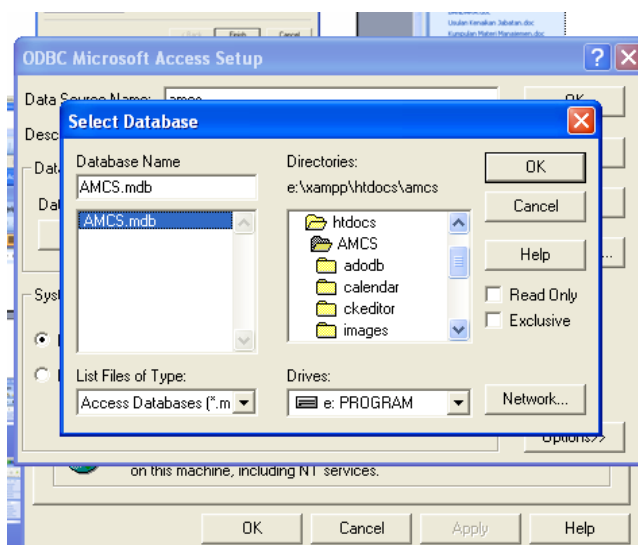 < Back Finish Cancel
Usulan Kenaikan Jabatan.doc
Kumpulan Materi Manajemen.doc
ODBC Microsoft Access Setup
Data Source Name: amcs
OK
Select Database
Database Name
AMCS.mdb
AMCS.mdb
Directories:
e:\xampp\htdocs\amcs
htdocs
AMCS
adodb
calendar
ckeditor
images
OK
Cancel
Help
Read Only
Exclusive
List Files of Type:
Access Databases (*.m
Drives:
e: PROGRAM
Network...
Desc
Dat
Dat
Syst
...
Options>>
on this machine, including NT services.
OK Cancel Apply Help